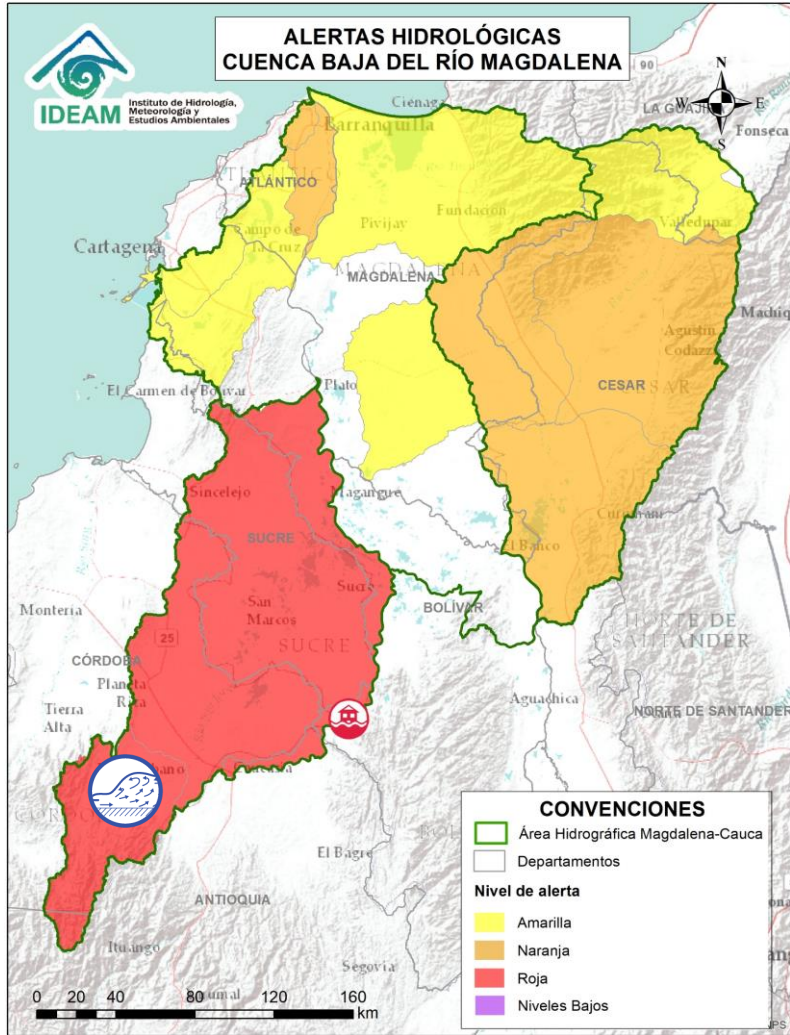 ALERTAS HIDROLÓGICAS
CUENCA BAJA DEL RÍO MAGDALENA
IDEAM
Instituto de Hidrología,
Meteorología y
Estudios Ambientales
90
N
W
E
S
Ciénaga
LA GUAJIRA
Fonseca
Barranquilla
ATLÁNTICO
Valledupar
Fundación
Pivijay
Campo de
la Cruz
Cartagena
MAGDALENA
MAGDALENA
Agustín
Codazzi
CESAR
CESAR
Plato
El Carmen de Bolívar
Sincelejo
Magangue
Curumani
SUCRE
El Banco
Sucre
San
Marcos
BOLÍVAR
Montería
SUCRE
NORTE DE
SANTANDER
25
CÓRDOBA
Planeta
Rica
Tierra
Alta
Aguachica
NORTE DE SANTANDER
El Bagre
ANTIOQUIA
Ituango
Segovia
CONVENCIONES
Área Hidrográfica Magdalena-Cauca
Departamentos
Nivel de alerta
Amarilla
Naranja
Roja
Niveles Bajos
0 20 40 80 120 160
km